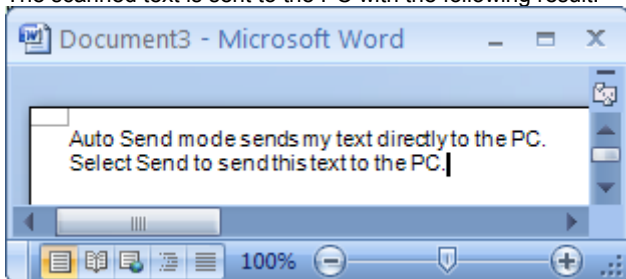 The scanned text is sent to the PC with the following result:
Document3 - Microsoft Word
Auto Send mode sends my text directly to the PC.
Select Send to send this text to the PC.
100%